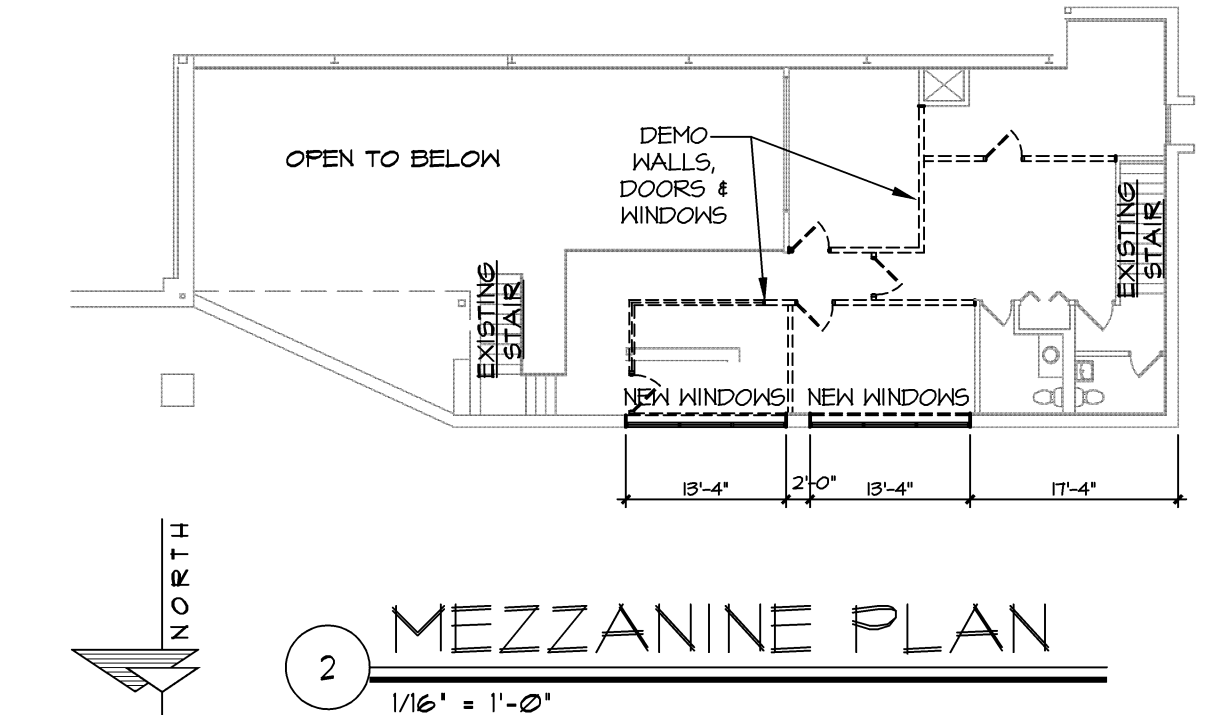 OPEN TO BELOW
DEMO
WALLS,
DOORS &
WINDOWS
EXISTING
STAIR
EXISTING
STAIR
NEW WINDOWS
NEW WINDOWS
13'-4"
2'-0"
13'-4"
17'-4"
NORTH
2
MEZZANINE PLAN
1/16" = 1'-0"